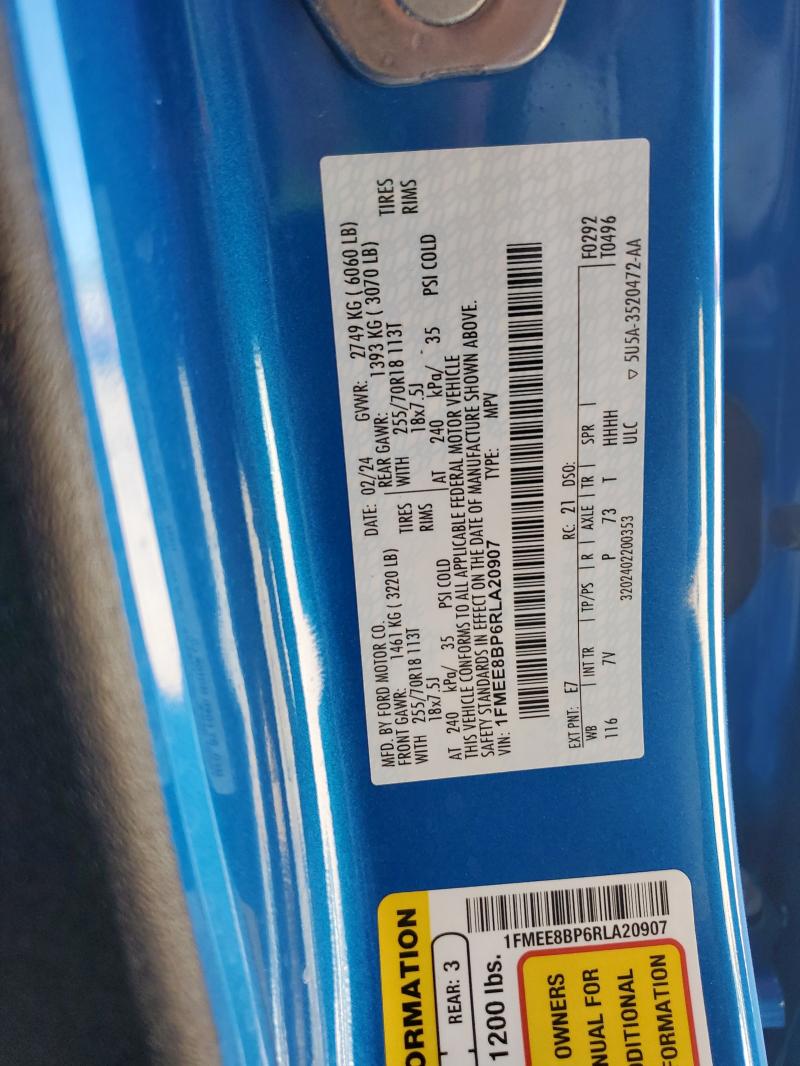 MFD. BY FORD MOTOR CO.
DATE: 02/24 GVWR: 2749 KG ( 6060 LB)
FRONT GAWR: 1461 KG ( 3220 LB)
REAR GAWR: 1393 KG ( 3070 LB)
WITH 255/70R18 113T TIRES
WITH 255/70R18 113T TIRES
18x7.5J RIMS
18x7.5J RIMS
AT 240 kPa/ 35 PSI COLD
AT 240 kPa/ 35 PSI COLD
THIS VEHICLE CONFORMS TO ALL APPLICABLE FEDERAL MOTOR VEHICLE
SAFETY STANDARDS IN EFFECT ON THE DATE OF MANUFACTURE SHOWN ABOVE.
VIN: 1FMEE8BP6RLA20907 TYPE: MPV
EXT PNT: E7 RC: 21 DSO: F0292
WB INT TR TP/PS R AXLE TR SPR T0496
116 7V P 73 T HHHH
3202402200353 ULC
▽ 5U5A-3520472-AA
ORMATION
REAR: 3
1200 lbs.
1FMEE8BP6RLA20907
OWNERS
NUAL FOR
DDITIONAL
FORMATION